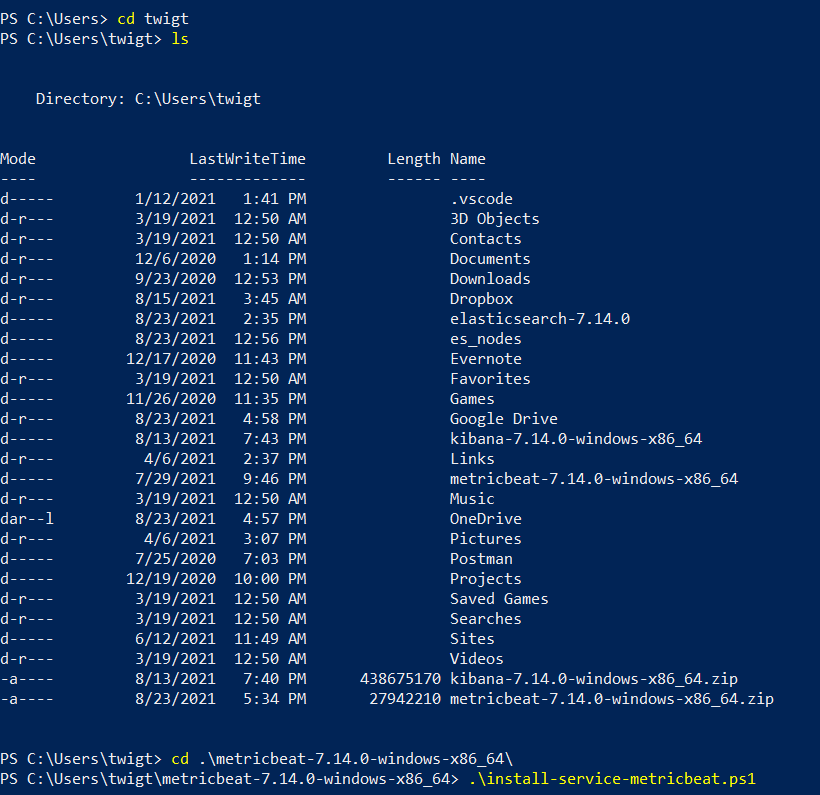 PS C:\Users> cd twigt
PS C:\Users\twigt> ls
Directory: C:\Users\twigt
Mode LastWriteTime Length Name
---- ------------- ------ ----
d----- 1/12/2021 1:41 PM .vscode
d-r--- 3/19/2021 12:50 AM 3D Objects
d-r--- 3/19/2021 12:50 AM Contacts
d-r--- 12/6/2020 1:14 PM Documents
d-r--- 9/23/2020 12:53 PM Downloads
d-r--- 8/15/2021 3:45 AM Dropbox
d----- 8/23/2021 2:35 PM elasticsearch-7.14.0
d----- 8/23/2021 12:56 PM es_nodes
d----- 12/17/2020 11:43 PM Evernote
d-r--- 3/19/2021 12:50 AM Favorites
d----- 11/26/2020 11:35 PM Games
d-r--- 8/23/2021 4:58 PM Google Drive
d----- 8/13/2021 7:43 PM kibana-7.14.0-windows-x86_64
d-r--- 4/6/2021 2:37 PM Links
d----- 7/29/2021 9:46 PM metricbeat-7.14.0-windows-x86_64
d-r--- 3/19/2021 12:50 AM Music
dar--l 8/23/2021 4:57 PM OneDrive
d-r--- 4/6/2021 3:07 PM Pictures
d----- 7/25/2020 7:03 PM Postman
d----- 12/19/2020 10:00 PM Projects
d-r--- 3/19/2021 12:50 AM Saved Games
d-r--- 3/19/2021 12:50 AM Searches
d----- 6/12/2021 11:49 AM Sites
d-r--- 3/19/2021 12:50 AM Videos
-a---- 8/13/2021 7:40 PM 438675170 kibana-7.14.0-windows-x86_64.zip
-a---- 8/23/2021 5:34 PM 27942210 metricbeat-7.14.0-windows-x86_64.zip
PS C:\Users\twigt> cd .\metricbeat-7.14.0-windows-x86_64\
PS C:\Users\twigt\metricbeat-7.14.0-windows-x86_64> .\install-service-metricbeat.ps1